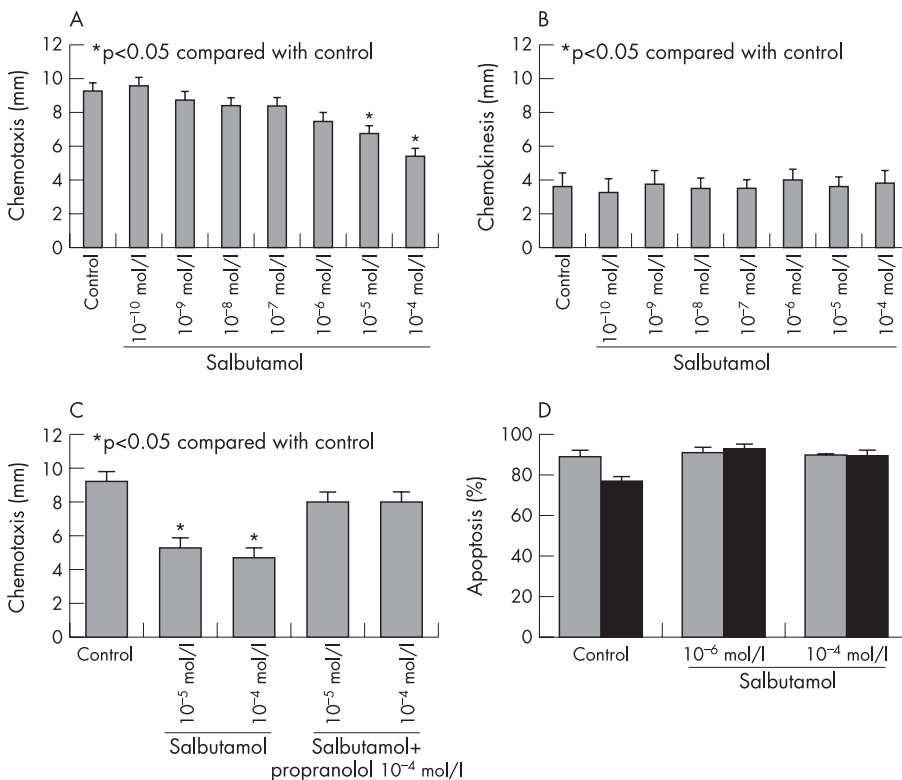 A
*p<0.05 compared with control
Chemotaxis (mm)
12
10
8
6
4
2
0
*
*
Control
10⁻¹⁰ mol/l
10⁻⁹ mol/l
10⁻⁸ mol/l
10⁻⁷ mol/l
10⁻⁶ mol/l
10⁻⁵ mol/l
10⁻⁴ mol/l
Salbutamol
B
*p<0.05 compared with control
Chemokinesis (mm)
12
10
8
6
4
2
0
Control
10⁻¹⁰ mol/l
10⁻⁹ mol/l
10⁻⁸ mol/l
10⁻⁷ mol/l
10⁻⁶ mol/l
10⁻⁵ mol/l
10⁻⁴ mol/l
Salbutamol
C
*p<0.05 compared with control
Chemotaxis (mm)
12
10
8
6
4
2
0
*
*
Control
10⁻⁵ mol/l
10⁻⁴ mol/l
10⁻⁵ mol/l
10⁻⁴ mol/l
Salbutamol
Salbutamol+
propranolol 10⁻⁴ mol/l
D
Apoptosis (%)
100
80
60
40
20
0
Control
10⁻⁶ mol/l
10⁻⁴ mol/l
Salbutamol